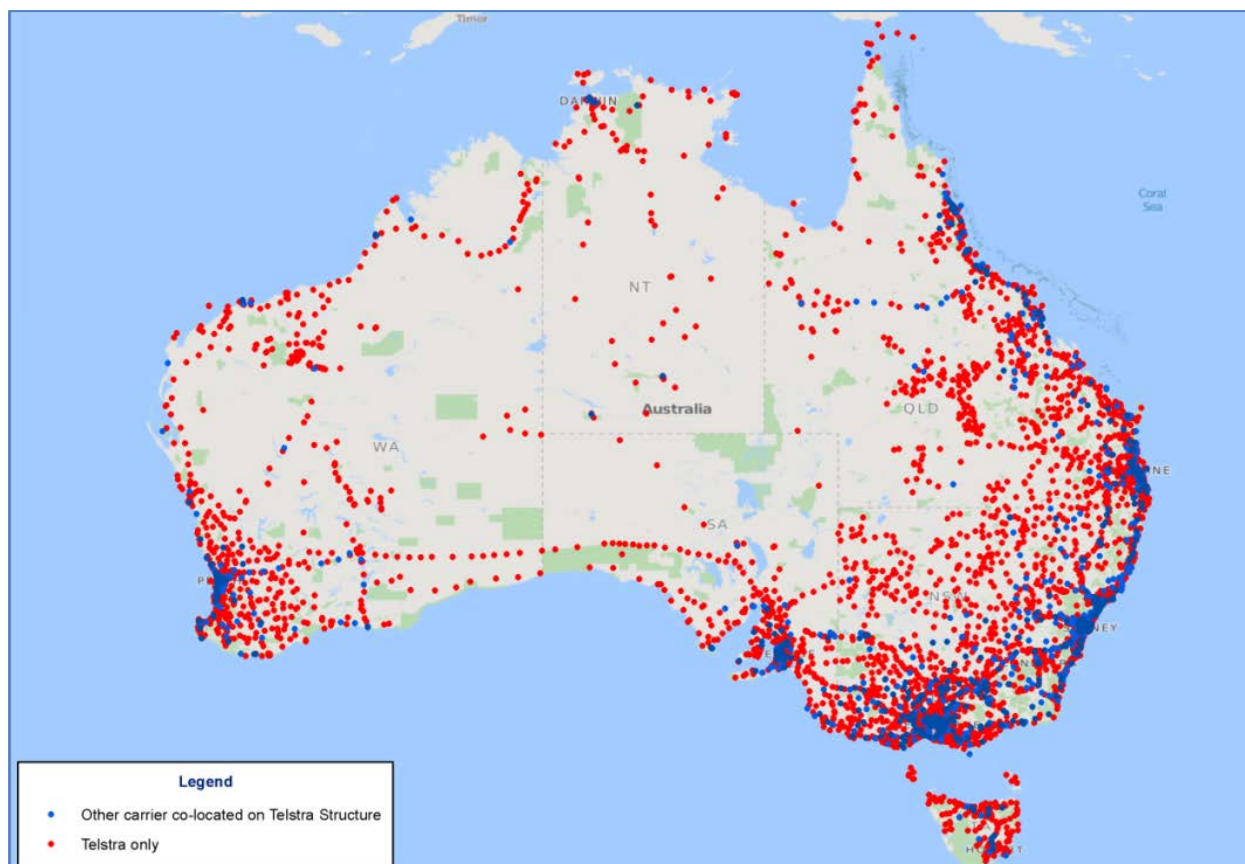 Timor
DARWIN
Coral
Sea
NT
Australia
QLD
WA
SA
NSW
Legend
Other carrier co-located on Telstra Structure
Telstra only